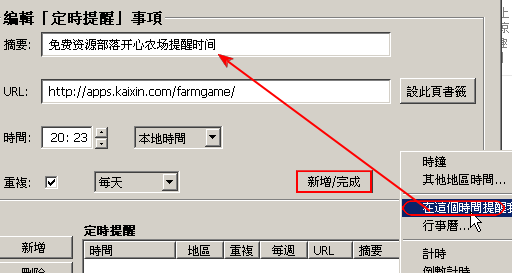 編輯「定時提醒」事項
摘要: 免费资源部落开心农场提醒时间
URL: http://apps.kaixin.com/farmgame/ 設此頁書籤
時間: 20: 23 本地時間
重複: 每天 新增/完成
時鐘
其他地區時間...
在這個時間提醒我
行事曆...
計時
倒數計時
定時提醒
新增
時間 地區 重複 每週 URL 摘要
刪除